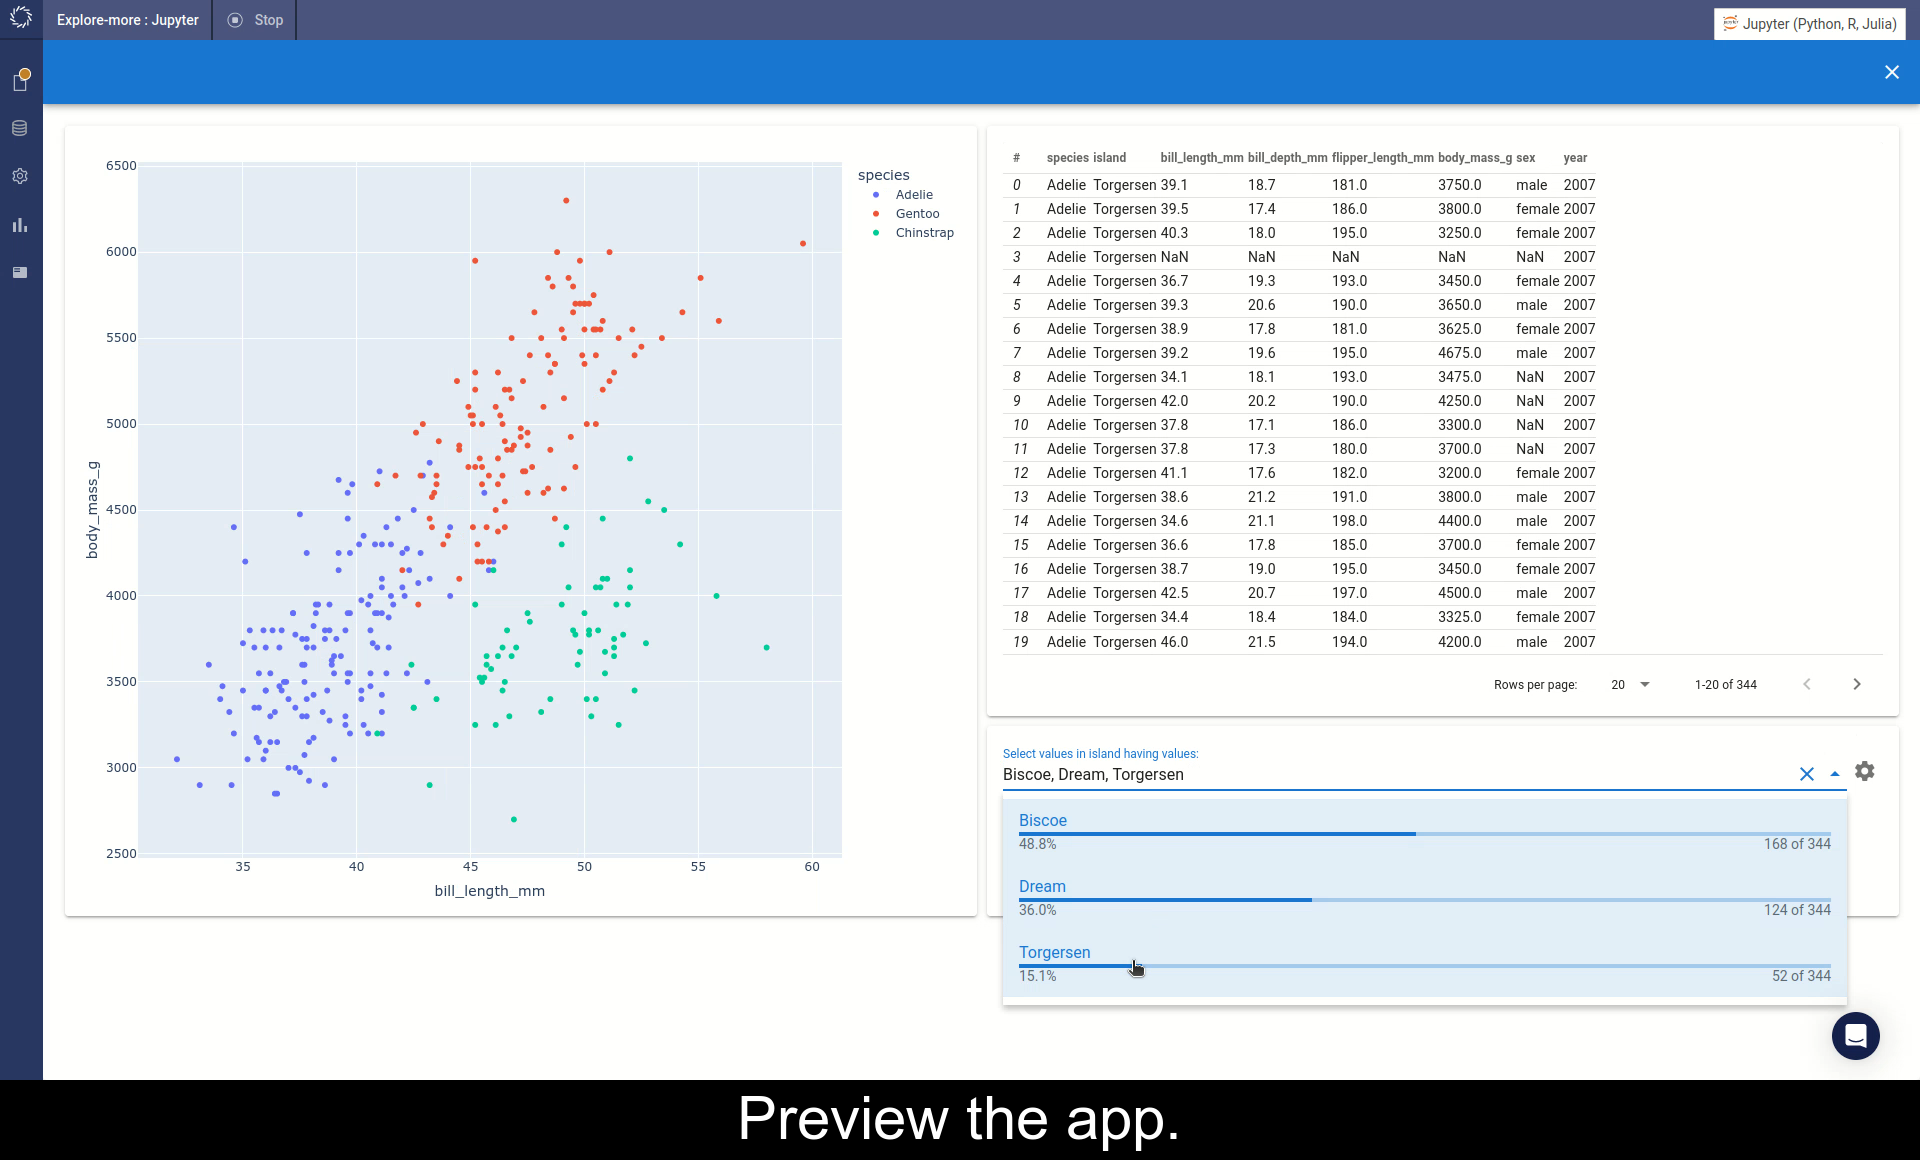 Explore-more : Jupyter
Stop
Jupyter (Python, R, Julia)
6500
6000
5500
5000
4500
4000
3500
3000
2500
body_mass_g
35 40 45 50 55 60
bill_length_mm
species
Adelie
Gentoo
Chinstrap
# species island bill_length_mm bill_depth_mm flipper_length_mm body_mass_g sex year
0 Adelie Torgersen 39.1 18.7 181.0 3750.0 male 2007
1 Adelie Torgersen 39.5 17.4 186.0 3800.0 female 2007
2 Adelie Torgersen 40.3 18.0 195.0 3250.0 female 2007
3 Adelie Torgersen NaN NaN NaN NaN NaN 2007
4 Adelie Torgersen 36.7 19.3 193.0 3450.0 female 2007
5 Adelie Torgersen 39.3 20.6 190.0 3650.0 male 2007
6 Adelie Torgersen 38.9 17.8 181.0 3625.0 female 2007
7 Adelie Torgersen 39.2 19.6 195.0 4675.0 male 2007
8 Adelie Torgersen 34.1 18.1 193.0 3475.0 NaN 2007
9 Adelie Torgersen 42.0 20.2 190.0 4250.0 NaN 2007
10 Adelie Torgersen 37.8 17.1 186.0 3300.0 NaN 2007
11 Adelie Torgersen 37.8 17.3 180.0 3700.0 NaN 2007
12 Adelie Torgersen 41.1 17.6 182.0 3200.0 female 2007
13 Adelie Torgersen 38.6 21.2 191.0 3800.0 male 2007
14 Adelie Torgersen 34.6 21.1 198.0 4400.0 male 2007
15 Adelie Torgersen 36.6 17.8 185.0 3700.0 female 2007
16 Adelie Torgersen 38.7 19.0 195.0 3450.0 female 2007
17 Adelie Torgersen 42.5 20.7 197.0 4500.0 male 2007
18 Adelie Torgersen 34.4 18.4 184.0 3325.0 female 2007
19 Adelie Torgersen 46.0 21.5 194.0 4200.0 male 2007
Rows per page: 20 1-20 of 344
Select values in island having values:
Biscoe, Dream, Torgersen
Biscoe
48.8% 168 of 344
Dream
36.0% 124 of 344
Torgersen
15.1% 52 of 344
Preview the app.